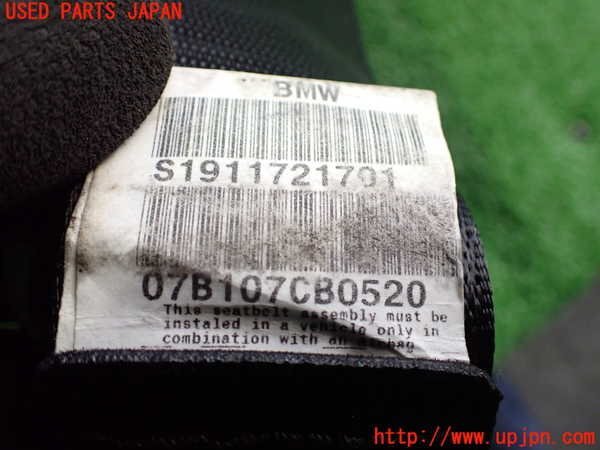 USED PARTS JAPAN
BMW
S1911721701
07B107CB0520
This seatbelt assembly must be
instaled in a vehicle only in
combination with an airbag
http://www.upjpn.com/